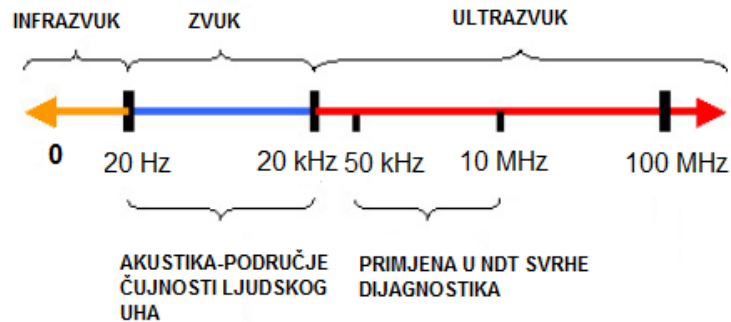 INFRAZVUK ZVUK ULTRAZVUK
0 20 Hz 20 kHz 50 kHz 10 MHz 100 MHz
AKUSTIKA-PODRUČJE
ČUJNOSTI LJUDSKOG
UHA
PRIMJENA U NDT SVRHE
DIJAGNOSTIKA